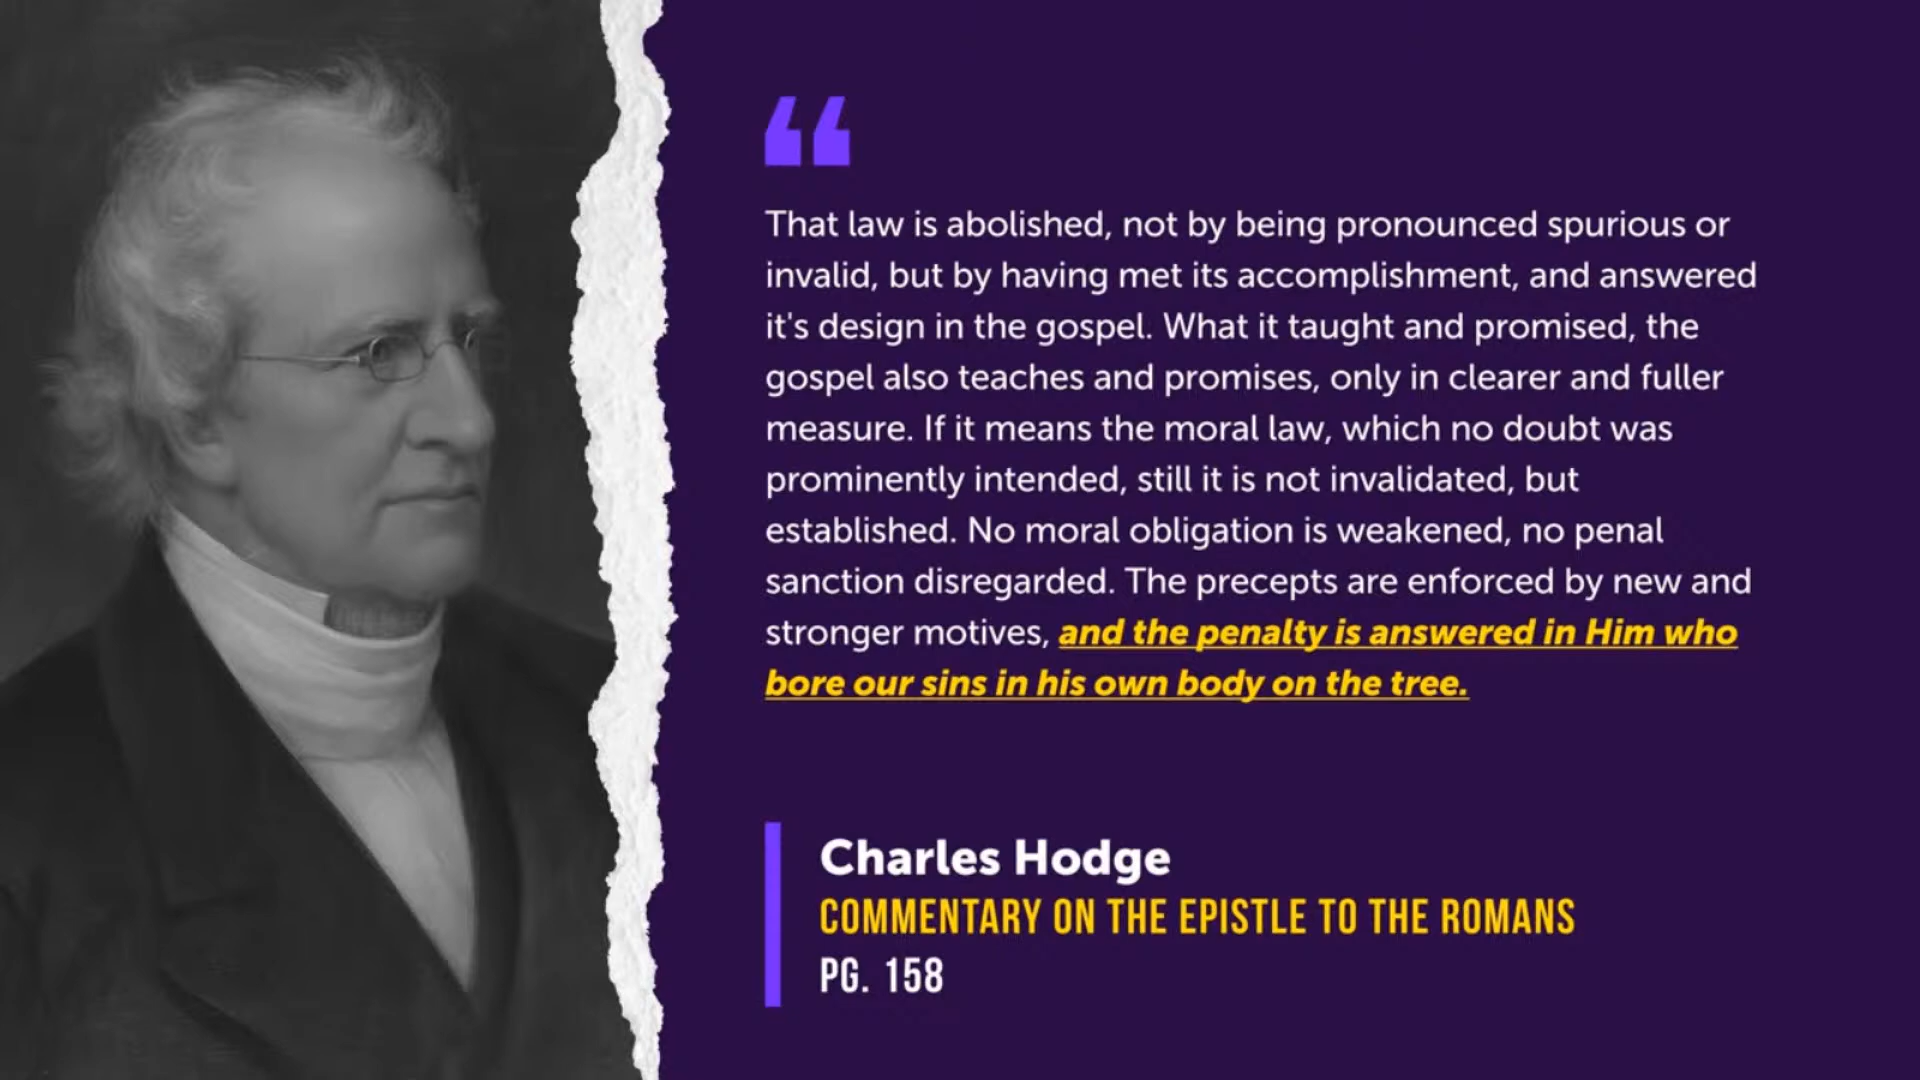 “
That law is abolished, not by being pronounced spurious or
invalid, but by having met its accomplishment, and answered
it's design in the gospel. What it taught and promised, the
gospel also teaches and promises, only in clearer and fuller
measure. If it means the moral law, which no doubt was
prominently intended, still it is not invalidated, but
established. No moral obligation is weakened, no penal
sanction disregarded. The precepts are enforced by new and
stronger motives, and the penalty is answered in Him who
bore our sins in his own body on the tree.
Charles Hodge
COMMENTARY ON THE EPISTLE TO THE ROMANS
PG. 158